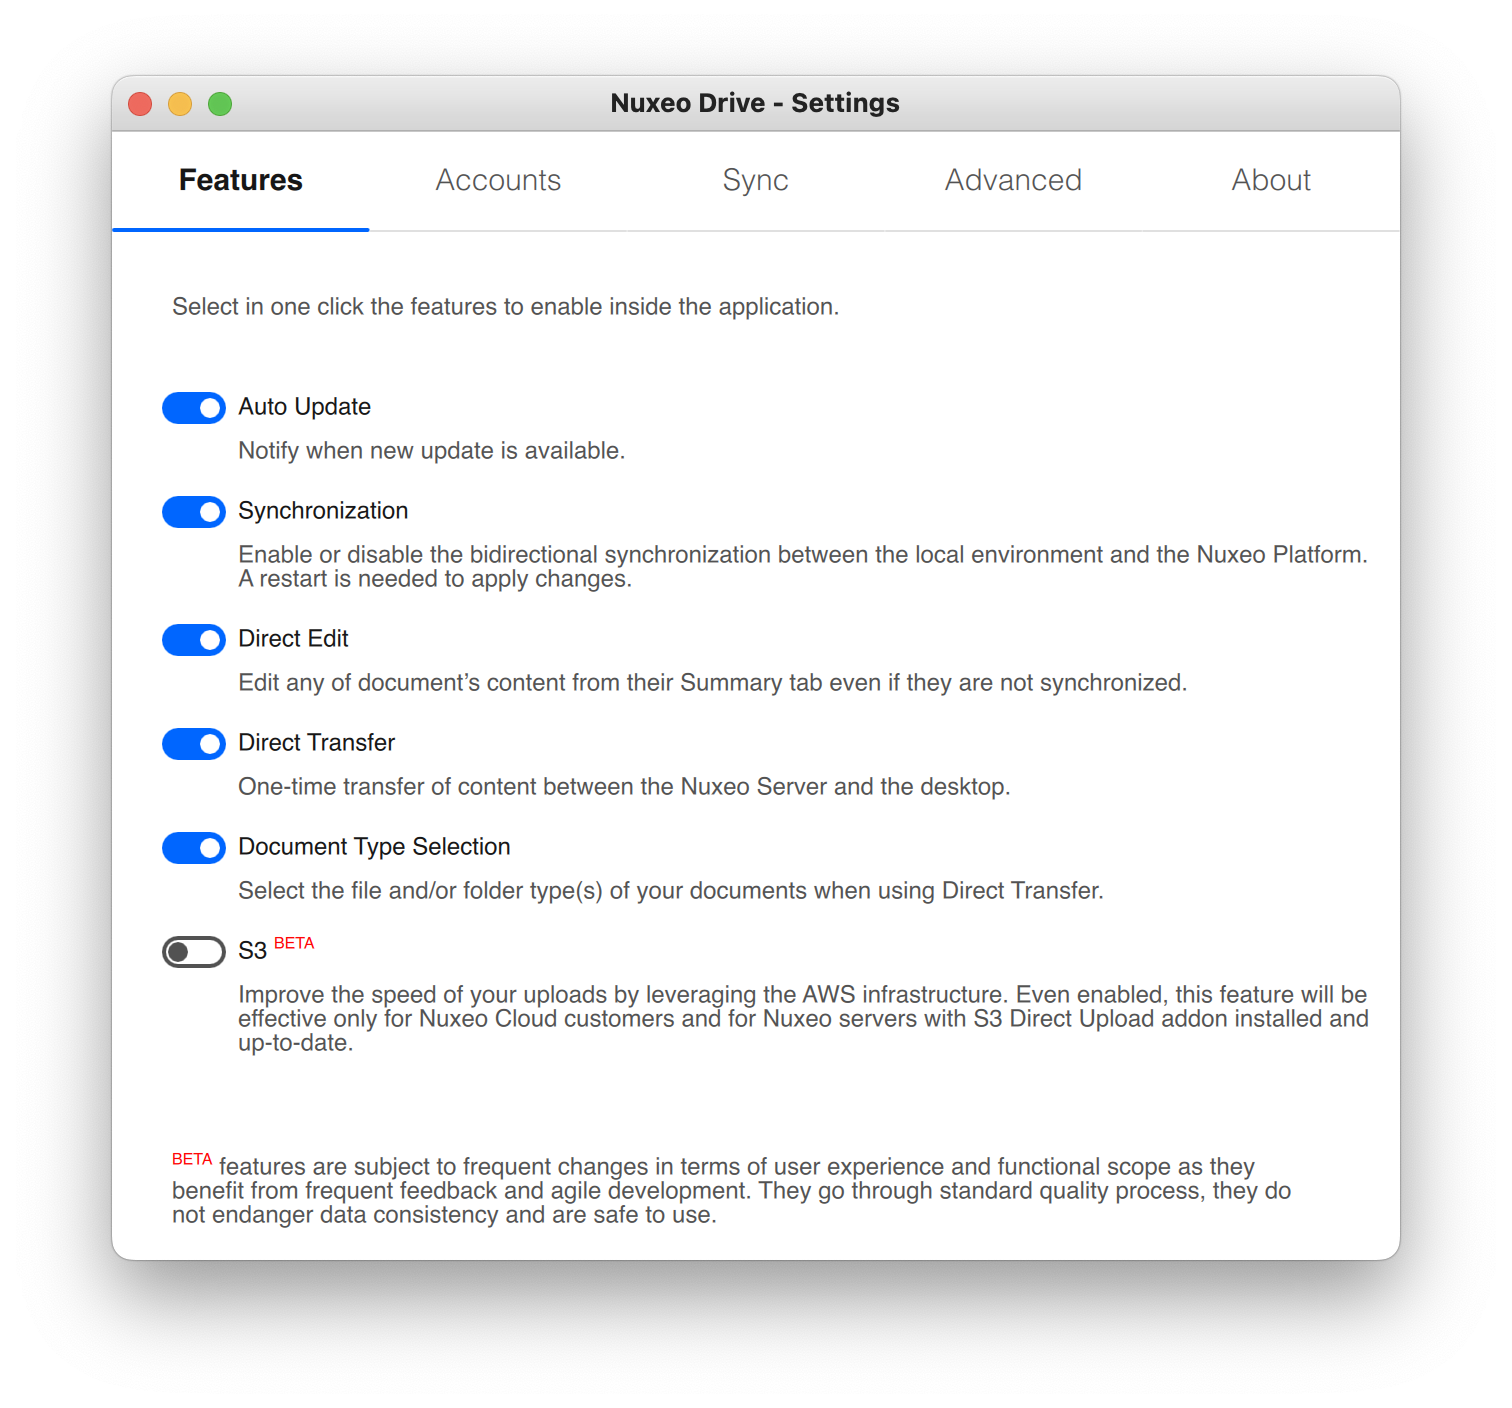 Nuxeo Drive - Settings
Features Accounts Sync Advanced About
Select in one click the features to enable inside the application.
Auto Update
Notify when new update is available.
Synchronization
Enable or disable the bidirectional synchronization between the local environment and the Nuxeo Platform.
A restart is needed to apply changes.
Direct Edit
Edit any of document’s content from their Summary tab even if they are not synchronized.
Direct Transfer
One-time transfer of content between the Nuxeo Server and the desktop.
Document Type Selection
Select the file and/or folder type(s) of your documents when using Direct Transfer.
S3 BETA
Improve the speed of your uploads by leveraging the AWS infrastructure. Even enabled, this feature will be
effective only for Nuxeo Cloud customers and for Nuxeo servers with S3 Direct Upload addon installed and
up-to-date.
BETA features are subject to frequent changes in terms of user experience and functional scope as they
benefit from frequent feedback and agile development. They go through standard quality process, they do
not endanger data consistency and are safe to use.